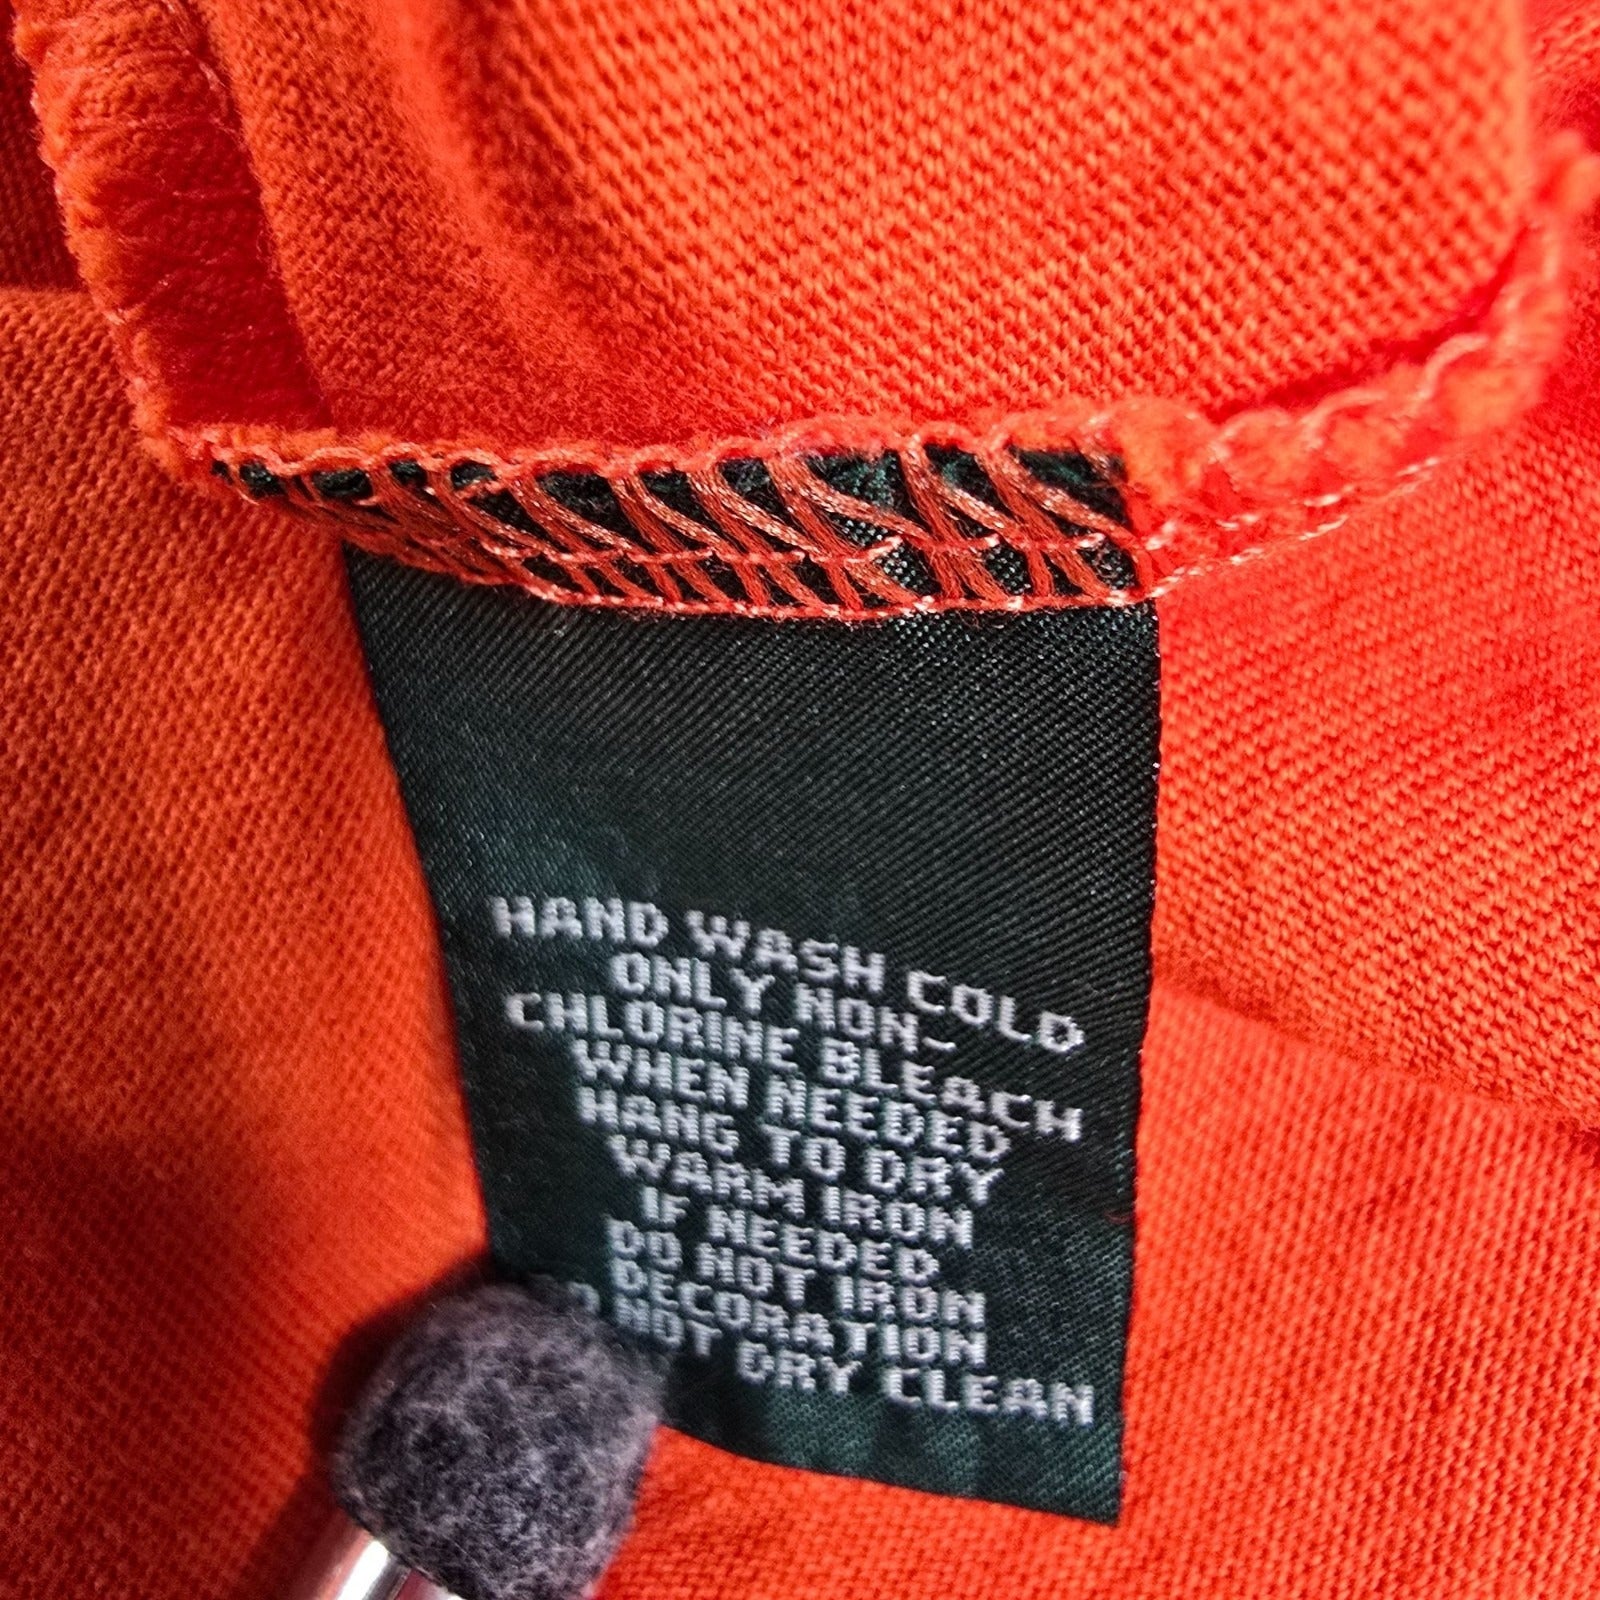 HAND WASH COLD
ONLY NON-
CHLORINE BLEACH
WHEN NEEDED
HANG TO DRY
WARM IRON
IF NEEDED
DO NOT IRON
DECORATION
DO NOT DRY CLEAN